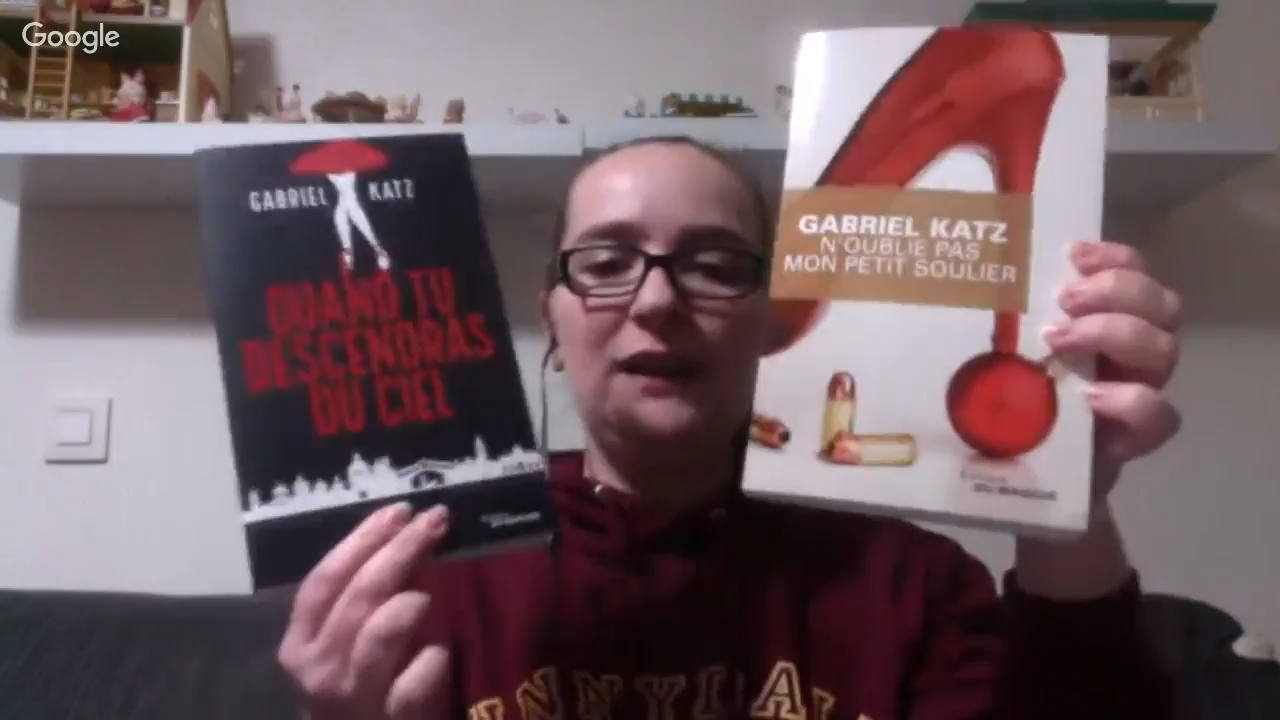 Google
GABRIEL KATZ
QUAND TU
DESCENDRAS
DU CIEL
GABRIEL KATZ
N'OUBLIE PAS
MON PETIT SOULIER